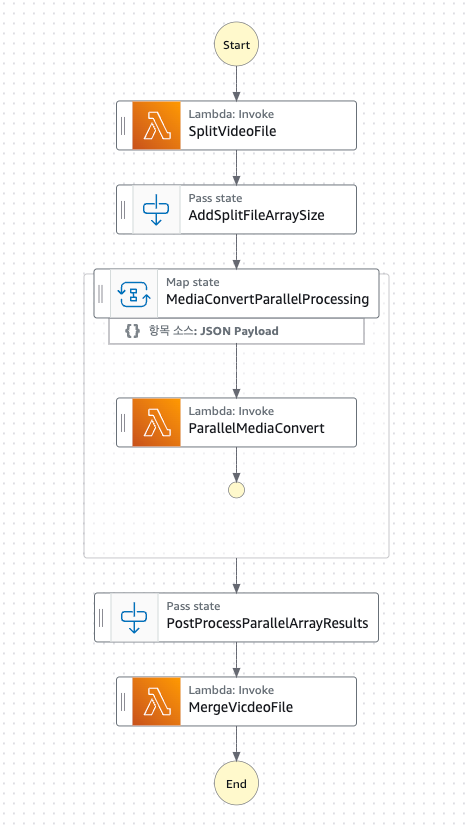 Start
Lambda: Invoke
SplitVideoFile
Pass state
AddSplitFileArraySize
Map state
MediaConvertParallelProcessing
{} 항목 소스: JSON Payload
Lambda: Invoke
ParallelMediaConvert
Pass state
PostProcessParallelArrayResults
Lambda: Invoke
MergeVicdeoFile
End